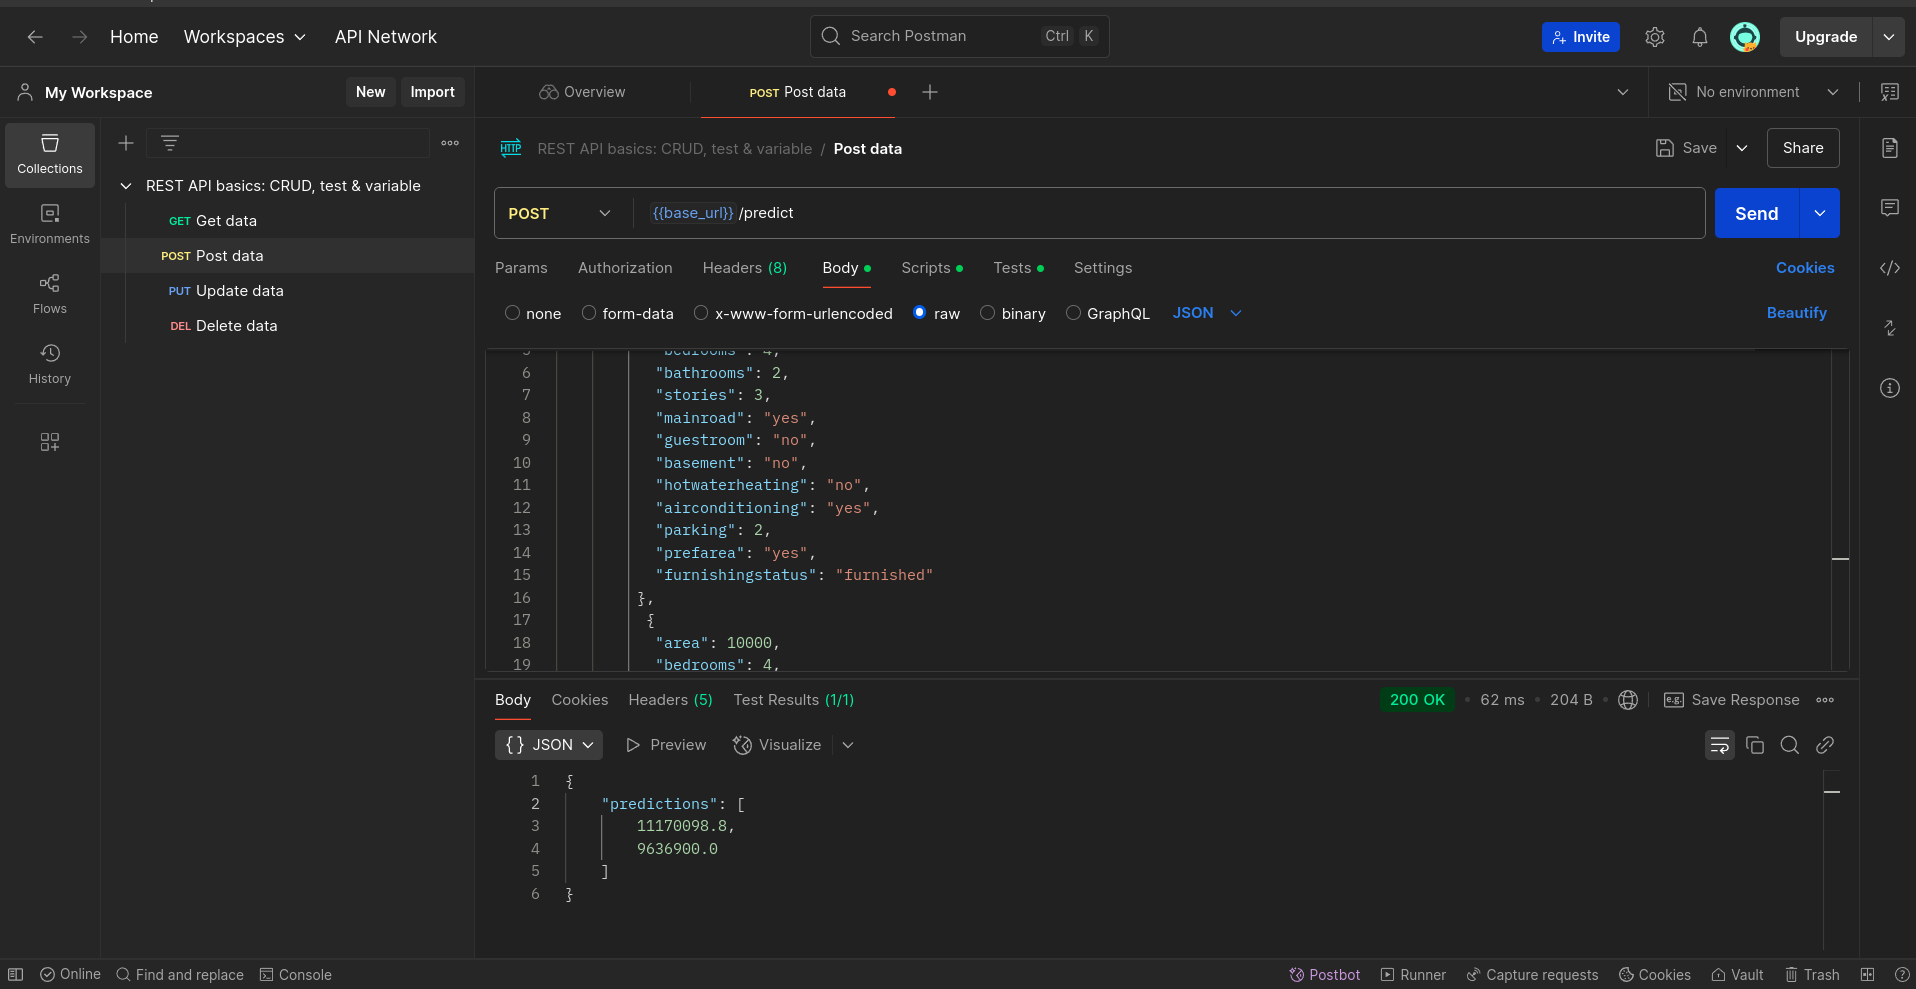 Home
Workspaces
API Network
Search Postman
Ctrl K
Invite
Upgrade
My Workspace
New
Import
Overview
POST Post data
No environment
Collections
Environments
Flows
History
REST API basics: CRUD, test & variable
GET Get data
POST Post data
PUT Update data
DEL Delete data
HTTP
REST API basics: CRUD, test & variable / Post data
Save
Share
POST
{{base_url}} /predict
Send
Params
Authorization
Headers (8)
Body
Scripts
Tests
Settings
Cookies
none
form-data
x-www-form-urlencoded
raw
binary
GraphQL
JSON
Beautify
5 "bedrooms": 4,
6 "bathrooms": 2,
7 "stories": 3,
8 "mainroad": "yes",
9 "guestroom": "no",
10 "basement": "no",
11 "hotwaterheating": "no",
12 "airconditioning": "yes",
13 "parking": 2,
14 "prefarea": "yes",
15 "furnishingstatus": "furnished"
16 },
17 {
18 "area": 10000,
19 "bedrooms": 4,
Body
Cookies
Headers (5)
Test Results (1/1)
200 OK • 62 ms • 204 B •
e.g. Save Response
{} JSON
Preview
Visualize
1 {
2 "predictions": [
3 11170098.8,
4 9636900.0
5 ]
6 }
Online
Find and replace
Console
Postbot
Runner
Capture requests
Cookies
Vault
Trash